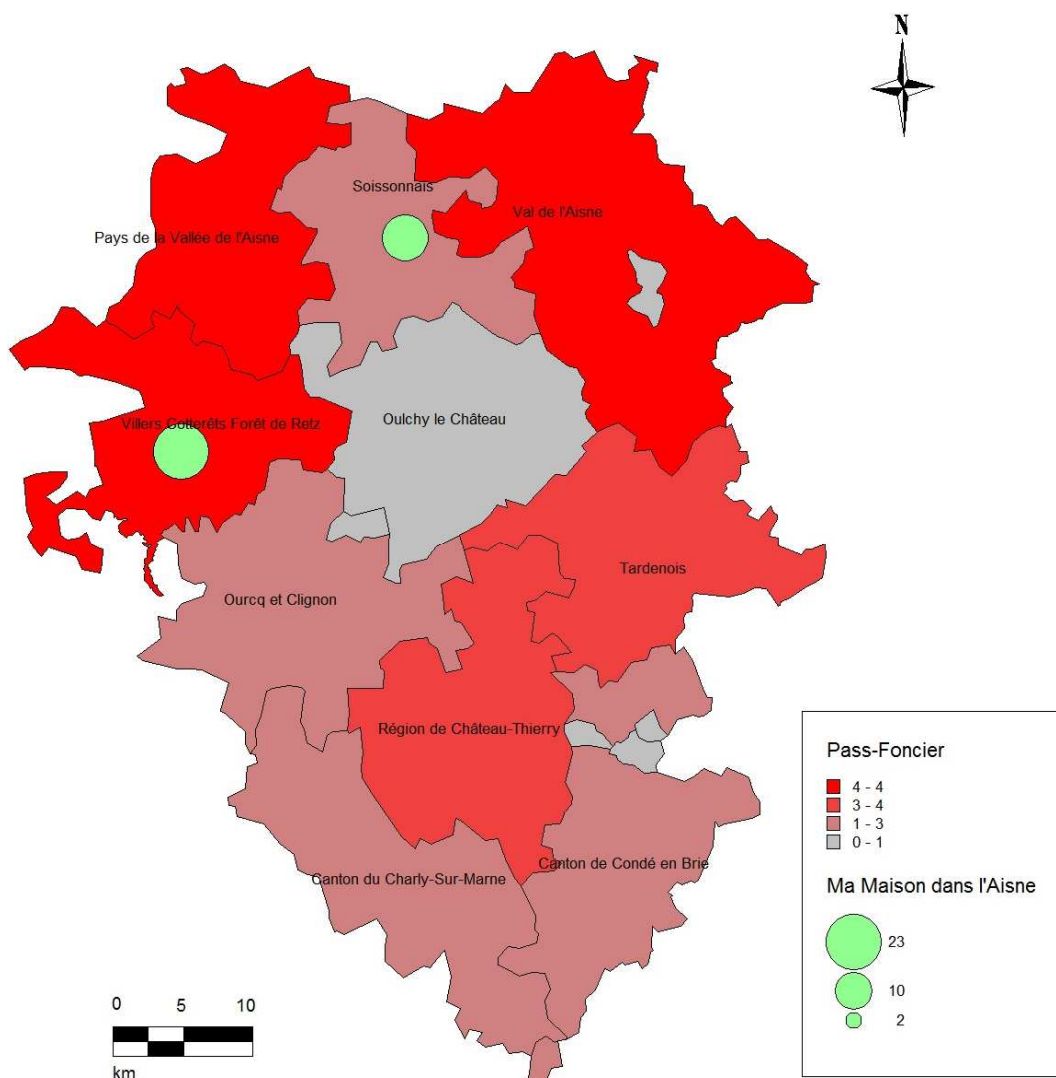 N
Soissonnais
Val de l'Aisne
Pays de la Vallée de l'Aisne
Villers Cotterêts Forêt de Retz
Oulchy le Château
Tardenois
Ourcq et Clignon
Région de Château-Thierry
Canton de Condé en Brie
Canton du Charly-Sur-Marne
Pass-Foncier
4 - 4
3 - 4
1 - 3
0 - 1
Ma Maison dans l'Aisne
23
10
2
0 5 10
km